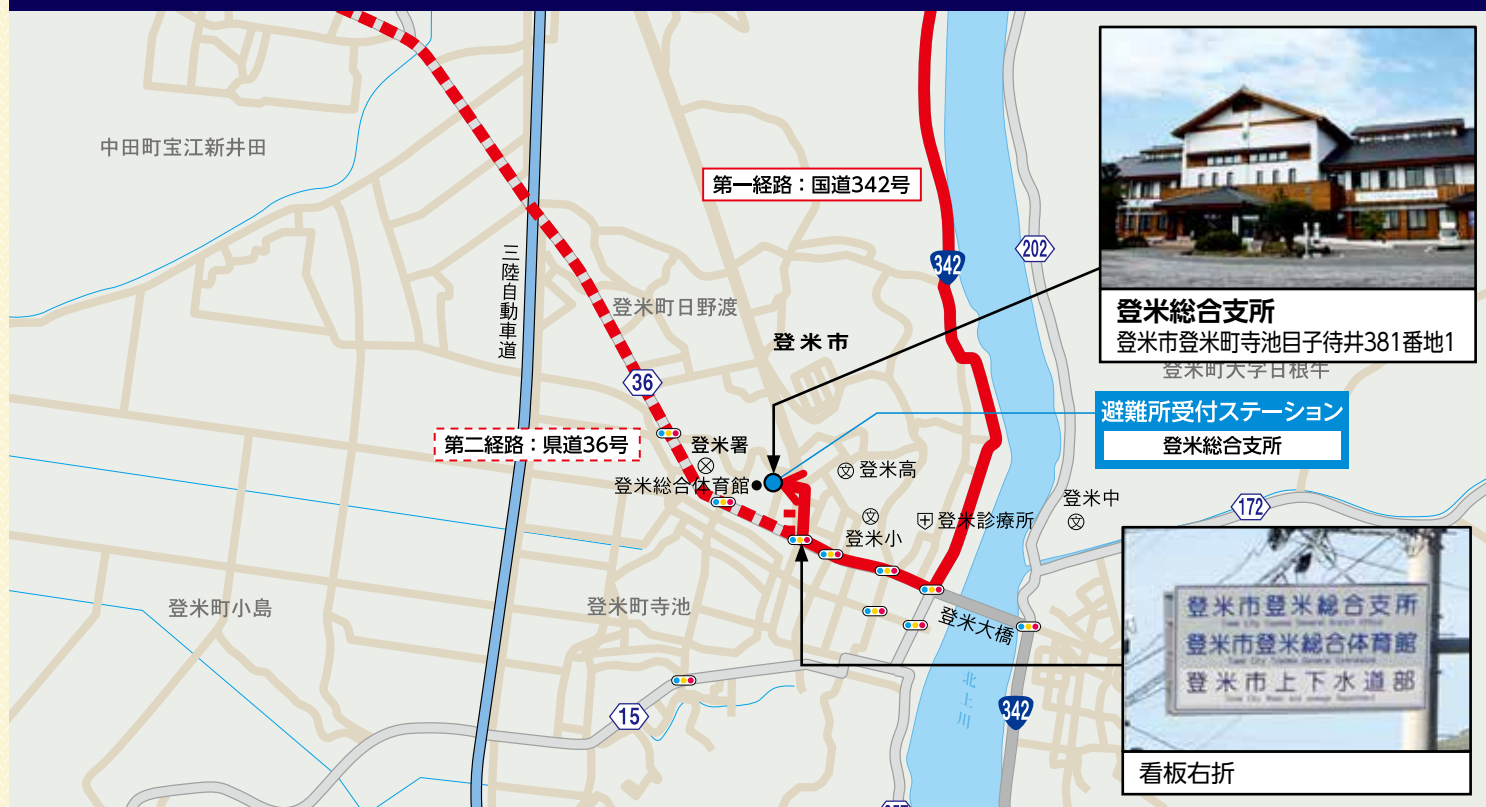 中田町宝江新井田
第一経路：国道342号
三陸自動車道
342
202
登米町日野渡
登米市
登米総合支所
登米市登米町寺池目子待井381番地1
登米町大字日根牛
36
避難所受付ステーション
登米総合支所
第二経路：県道36号
登米署
登米総合体育館
登米高
登米中
172
登米小
登米診療所
登米町小島
登米町寺池
登米大橋
北上川
15
342
登米市登米総合支所
登米市登米総合体育館
登米市上下水道部
看板右折